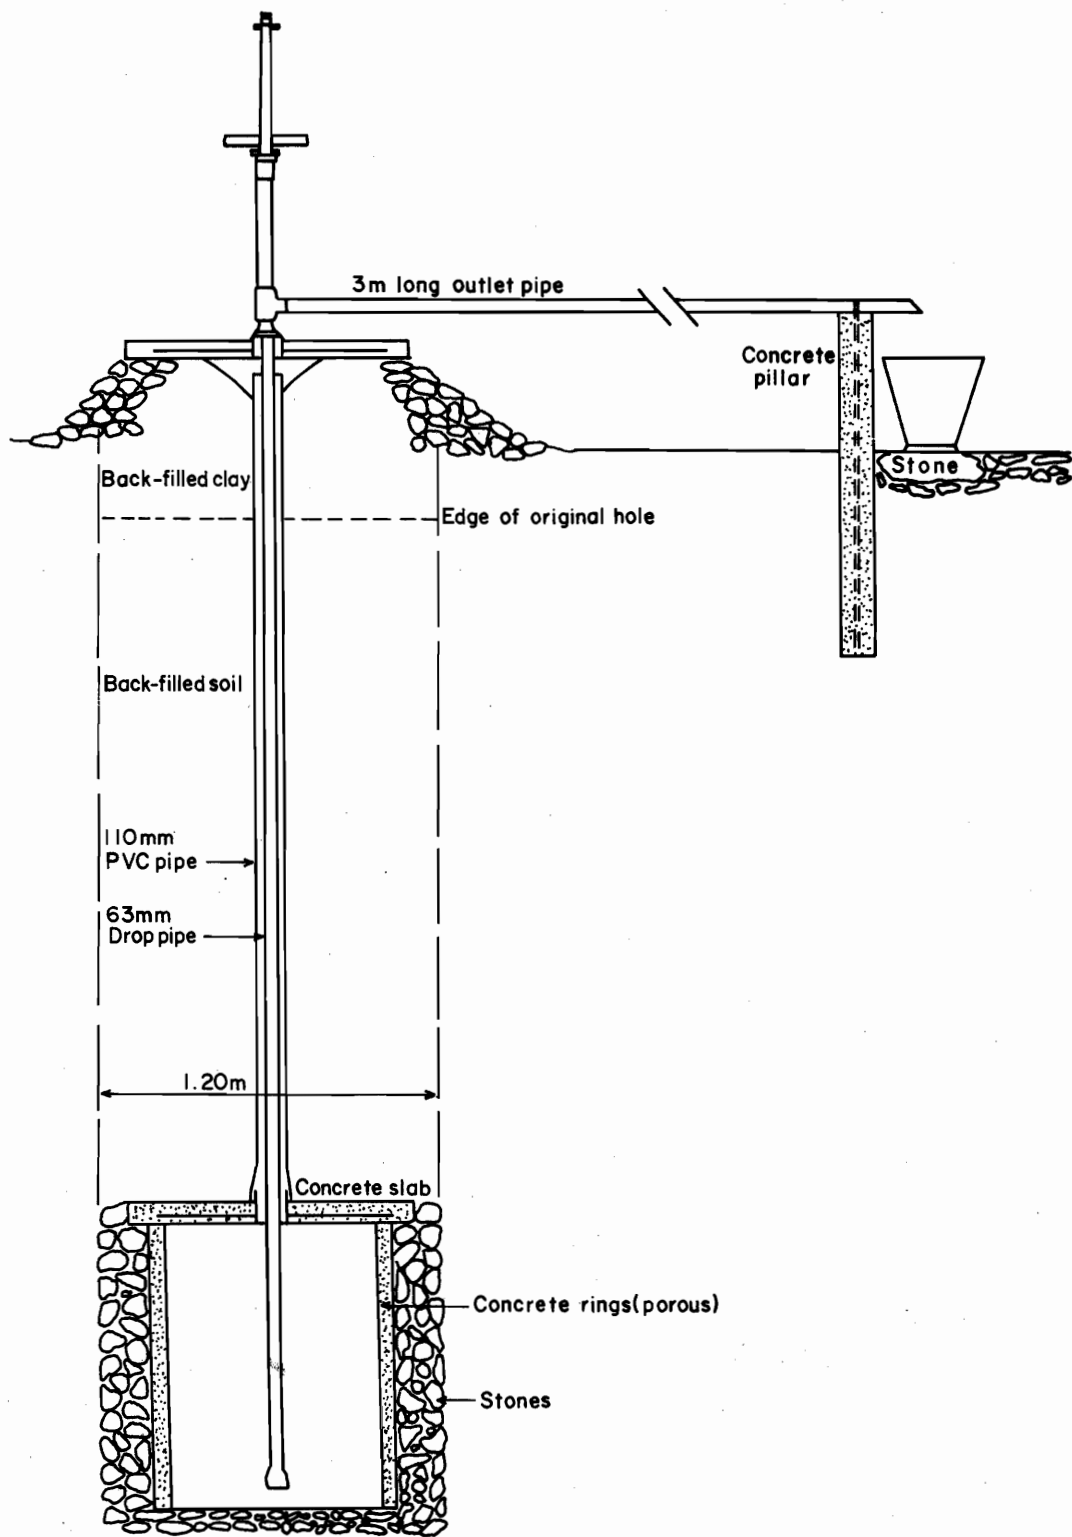 3m long outlet pipe
Concrete
pillar
Stone
Back-filled clay
Edge of original hole
Back-filled soil
110mm
PVC pipe
63mm
Drop pipe
1.20m
Concrete slab
Concrete rings(porous)
Stones